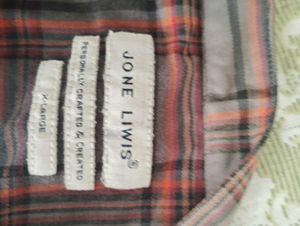 JONE LIWIS®
PERSONALLY CRAFTED & CREATED
X-LARGE